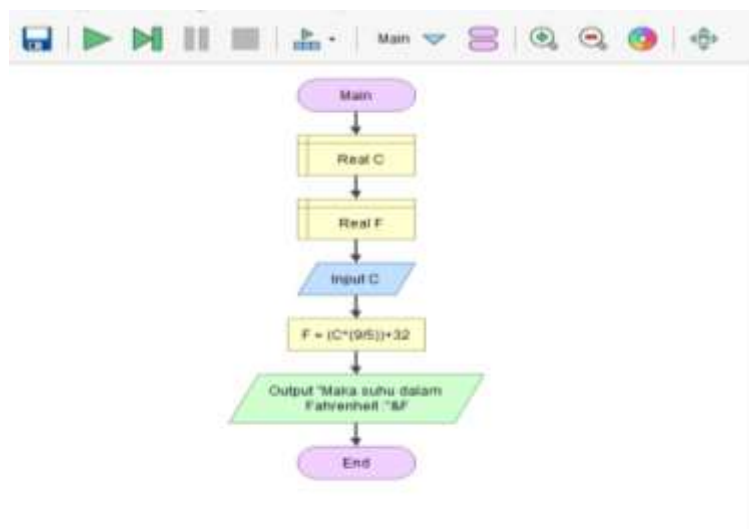 Main
Main
Real C
Real F
Input C
F = (C*(9/5))+32
Output "Maka suhu dalam
Fahrenheit :"&F
End